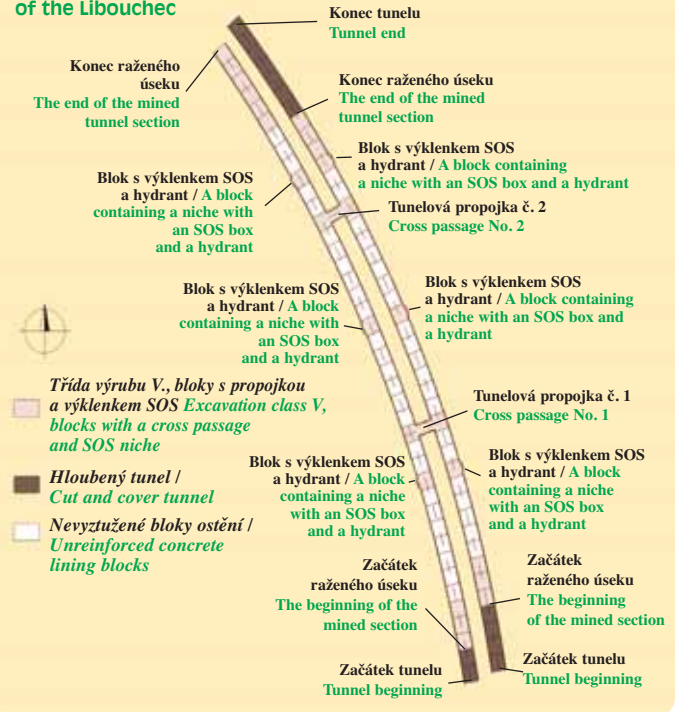 of the Libouchec
Konec tunelu
Tunnel end
Konec raženého
úseku
The end of the mined
tunnel section
Konec raženého úseku
The end of the mined
tunnel section
Blok s výklenkem SOS
a hydrant / A block containing
a niche with an SOS box and a hydrant
Blok s výklenkem SOS
a hydrant / A block
containing a niche with
an SOS box
and a hydrant
Tunelová propojka č. 2
Cross passage No. 2
Blok s výklenkem SOS
a hydrant / A block
containing a niche with
an SOS box
and a hydrant
Blok s výklenkem SOS
a hydrant / A block containing
a niche with an SOS box and
a hydrant
Třída výrubu V., bloky s propojkou
a výklenkem SOS Excavation class V,
blocks with a cross passage
and SOS niche
Hloubený tunel /
Cut and cover tunnel
Nevyztužené bloky ostění /
Unreinforced concrete
lining blocks
Tunelová propojka č. 1
Cross passage No. 1
Blok s výklenkem SOS
a hydrant / A block
containing a niche
with an SOS box
and a hydrant
Blok s výklenkem SOS
a hydrant / A block
containing a niche
with an SOS box
and a hydrant
Začátek
raženého úseku
The beginning of the
mined section
Začátek
raženého úseku
The beginning
of the mined section
Začátek tunelu
Tunnel beginning
Začátek tunelu
Tunnel beginning